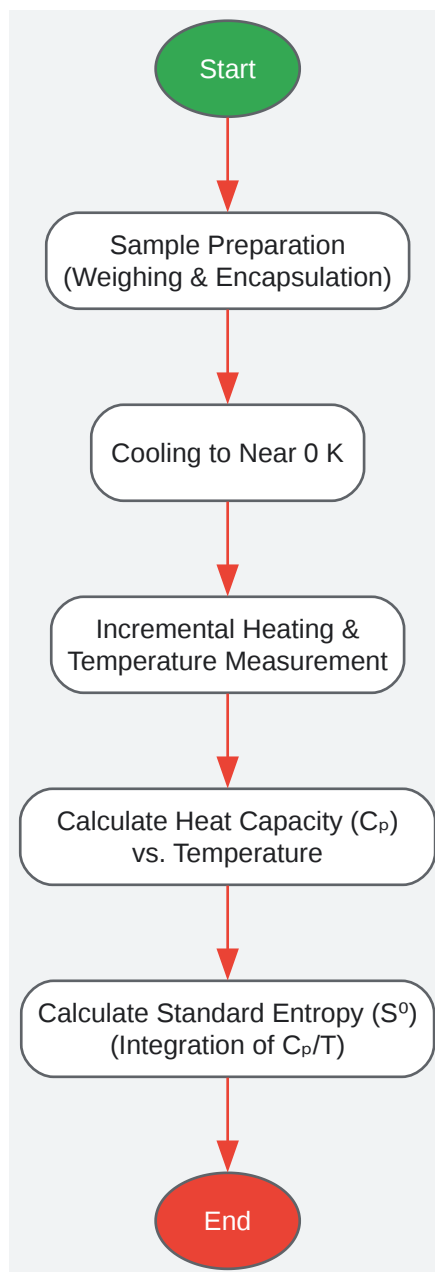 Start
Sample Preparation
(Weighing & Encapsulation)
Cooling to Near 0 K
Incremental Heating &
Temperature Measurement
Calculate Heat Capacity (Cₚ)
vs. Temperature
Calculate Standard Entropy (S⁰)
(Integration of Cₚ/T)
End